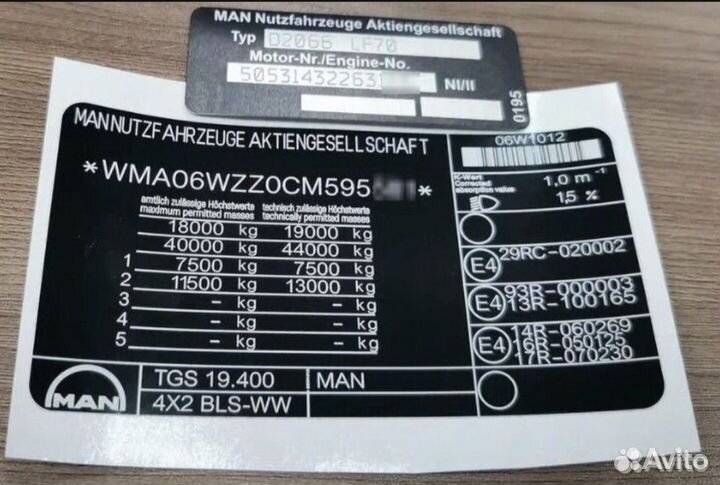 MAN Nutzfahrzeuge Aktiengesellschaft
Typ D2066 LF70
Motor-Nr./Engine-No.
50531432263 NI/II
0195
MAN NUTZFAHRZEUGE AKTIENGESELLSCHAFT
*WMA06WZZ0CM595 *
amtlich zulässige Höchstwerte technisch zulässige Höchstwerte
maximum permitted masses technically permitted masses
18000 kg 19000 kg
40000 kg 44000 kg
1 7500 kg 7500 kg
2 11500 kg 13000 kg
3 – kg – kg
4 – kg – kg
5 – kg – kg
MAN TGS 19.400 MAN
4X2 BLS-WW
06W1012
K-Wert
Corrected
absorption value
1,0 m⁻¹
1,5 %
E4 29RC-020002
E4 93R-000003
13R-100165
E4 14R-060269
16R-050125
17R-070230
Avito